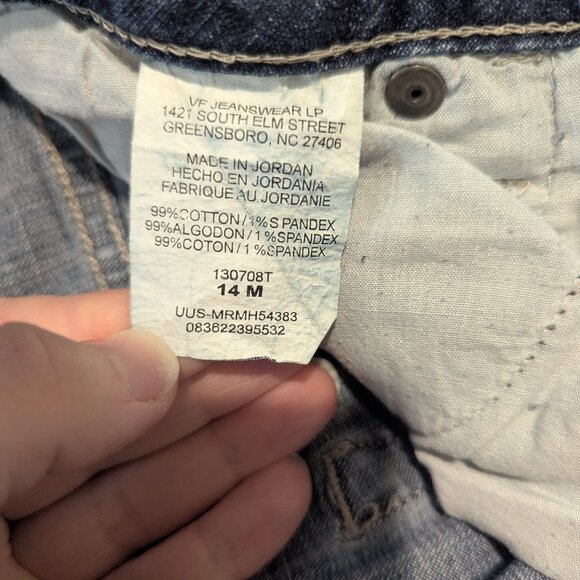 VF JEANSWEAR LP
1421 SOUTH ELM STREET
GREENSBORO, NC 27406
MADE IN JORDAN
HECHO EN JORDANIA
FABRIQUE AU JORDANIE
99%COTTON/1%SPANDEX
99%ALGODON/1%SPANDEX
99%COTON/1%SPANDEX
130708T
14 M
UUS-MRMH54383
083622395532